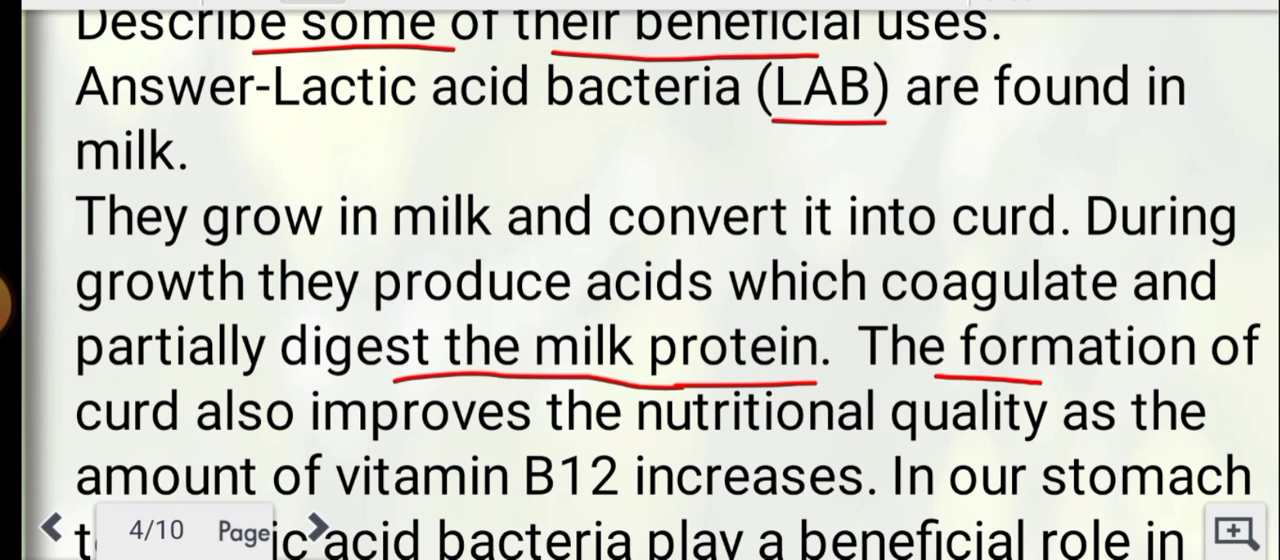 Describe some of their beneficial uses.
Answer-Lactic acid bacteria (LAB) are found in
milk.
They grow in milk and convert it into curd. During
growth they produce acids which coagulate and
partially digest the milk protein. The formation of
curd also improves the nutritional quality as the
amount of vitamin B12 increases. In our stomach
acid bacteria play a beneficial role in
4/10 Page